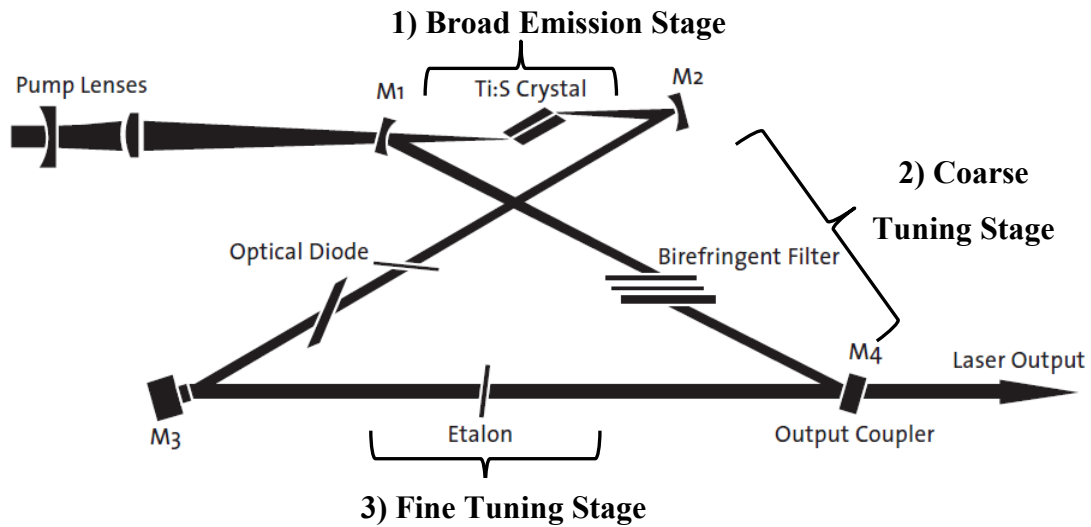 1) Broad Emission Stage
Pump Lenses
M1
Ti:S Crystal
M2
2) Coarse
Tuning Stage
Optical Diode
Birefringent Filter
M4
Laser Output
M3
Etalon
Output Coupler
3) Fine Tuning Stage